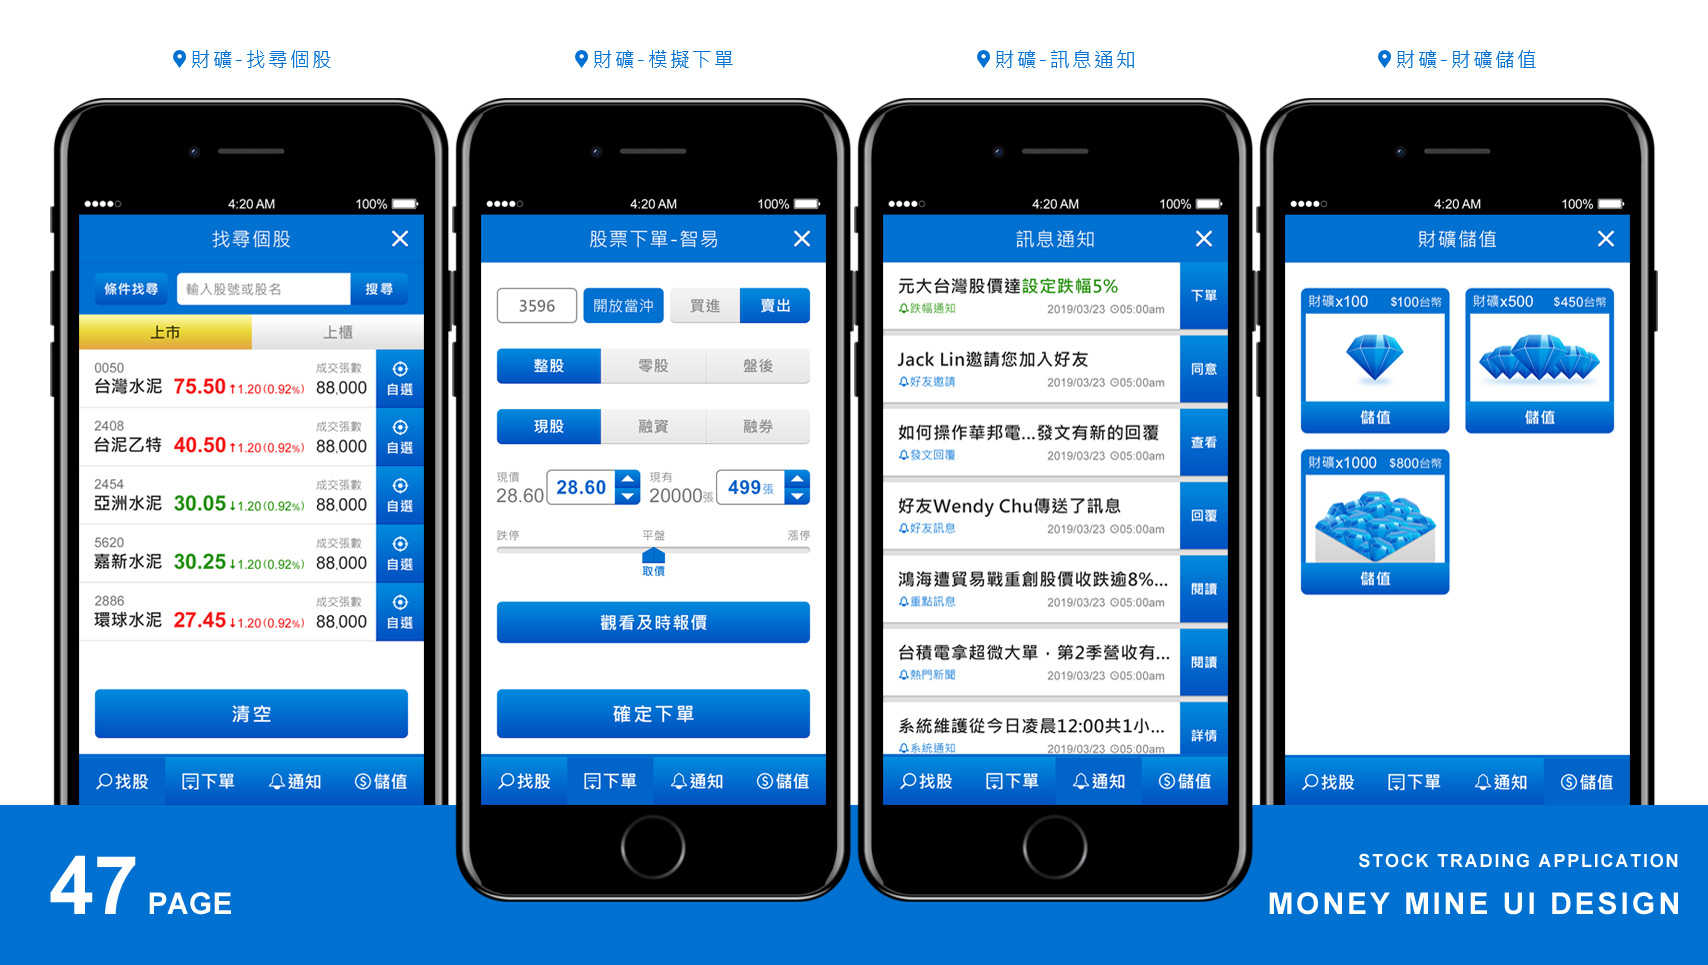 財礦-找尋個股
財礦-模擬下單
財礦-訊息通知
財礦-財礦儲值
4:20 AM 100%
找尋個股
條件找尋 輸入股號或股名 搜尋
上市 上櫃
0050 成交張數
台灣水泥 75.50 ↑1.20(0.92%) 88,000 自選
2408 成交張數
台泥乙特 40.50 ↑1.20(0.92%) 88,000 自選
2454 成交張數
亞洲水泥 30.05 ↓1.20(0.92%) 88,000 自選
5620 成交張數
嘉新水泥 30.25 ↓1.20(0.92%) 88,000 自選
2886 成交張數
環球水泥 27.45 ↓1.20(0.92%) 88,000 自選
清空
找股 下單 通知 儲值
4:20 AM 100%
股票下單-智易
3596 開放當沖 買進 賣出
整股 零股 盤後
現股 融資 融券
現價 28.60 28.60 現有 20000張 499張
跌停 平盤 漲停
取價
觀看及時報價
確定下單
找股 下單 通知 儲值
4:20 AM 100%
訊息通知
元大台灣股價達設定跌幅5%
跌幅通知 2019/03/23 05:00am
下單
Jack Lin邀請您加入好友
好友邀請 2019/03/23 05:00am
同意
如何操作華邦電...發文有新的回覆
發文回覆 2019/03/23 05:00am
查看
好友Wendy Chu傳送了訊息
好友訊息 2019/03/23 05:00am
回覆
鴻海遭貿易戰重創股價收跌逾8%...
重點訊息 2019/03/23 05:00am
閱讀
台積電拿超微大單，第2季營收有...
熱門新聞 2019/03/23 05:00am
閱讀
系統維護從今日凌晨12:00共1小...
系統通知 2019/03/23 05:00am
詳情
找股 下單 通知 儲值
4:20 AM 100%
財礦儲值
財礦x100 $100台幣
儲值
財礦x500 $450台幣
儲值
財礦x1000 $800台幣
儲值
找股 下單 通知 儲值
47 PAGE
STOCK TRADING APPLICATION
MONEY MINE UI DESIGN